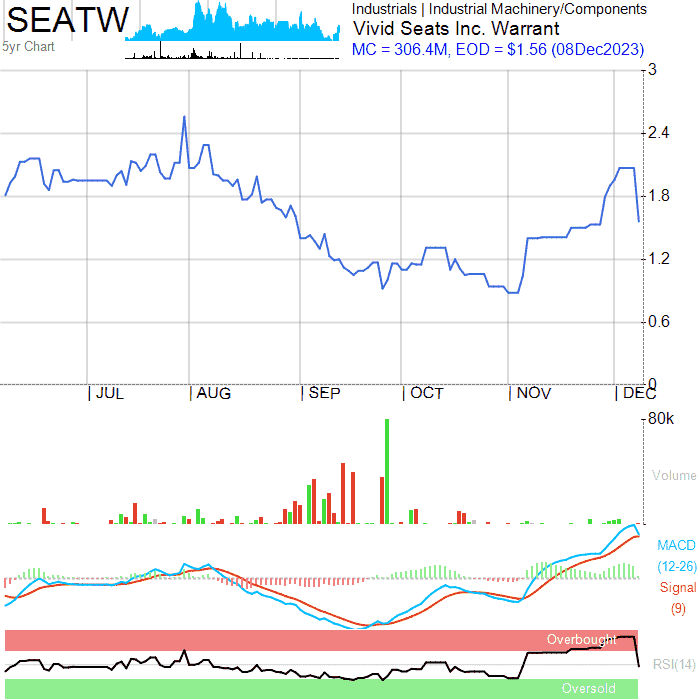 SEATW
5yr Chart
Industrials | Industrial Machinery/Components
Vivid Seats Inc. Warrant
MC = 306.4M, EOD = $1.56 (08Dec2023)
3
2.4
1.8
1.2
0.6
0
JUL AUG SEP OCT NOV DEC
80k
Volume
MACD
(12-26)
Signal
(9)
Overbought
RSI(14)
Oversold